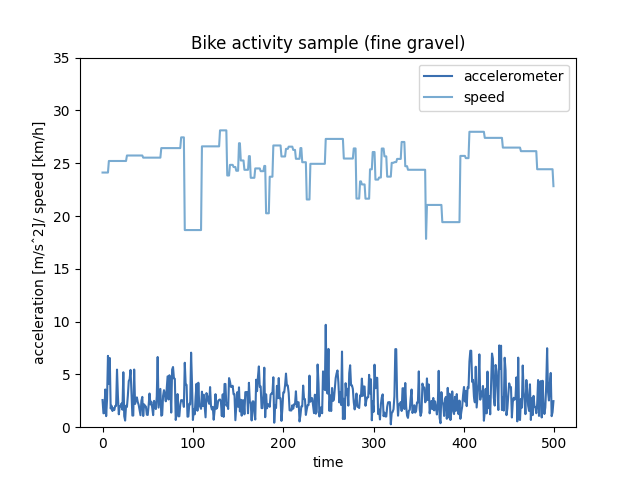 Bike activity sample (fine gravel)
accelerometer
speed
35
30
25
20
15
10
5
0
acceleration [m/s^2]/ speed [km/h]
0 100 200 300 400 500
time